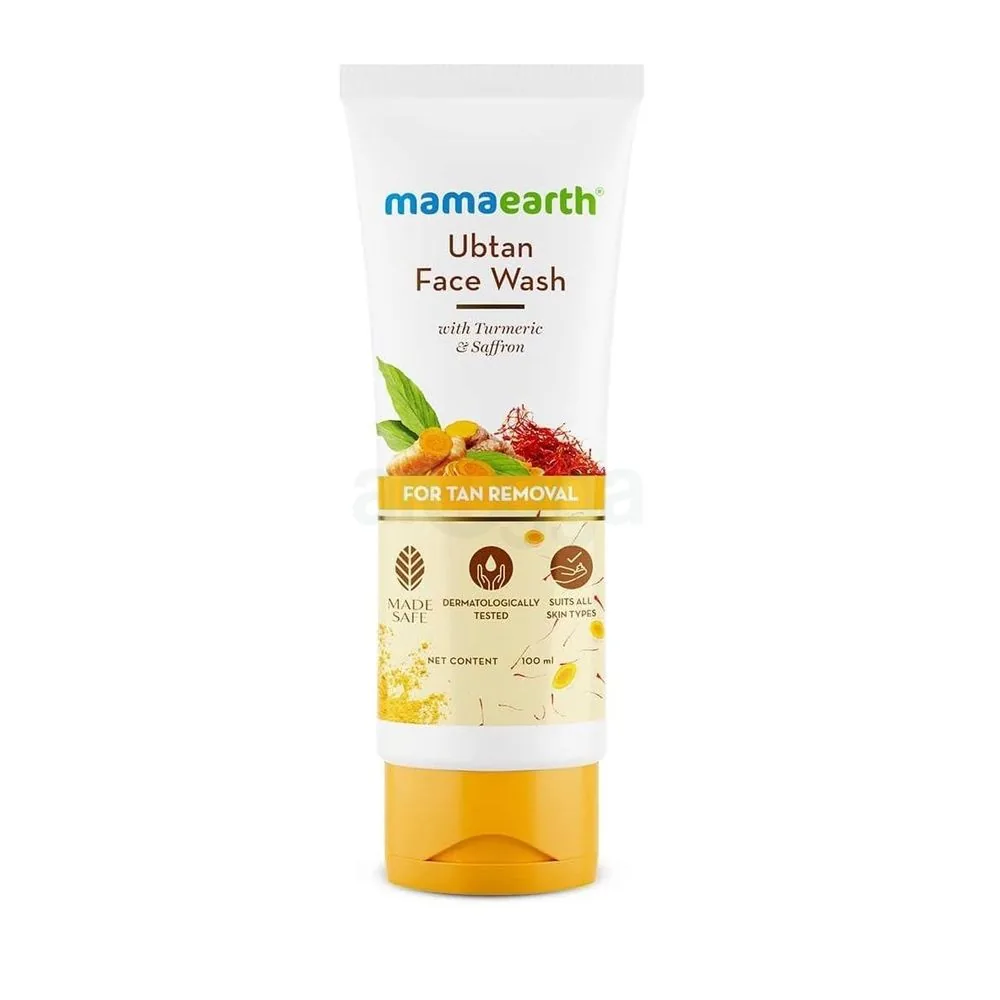 mamaearth®
Ubtan
Face Wash
with Turmeric
& Saffron
FOR TAN REMOVAL
MADE
SAFE
DERMATOLOGICALLY
TESTED
SUITS ALL
SKIN TYPES
NET CONTENT 100 ml